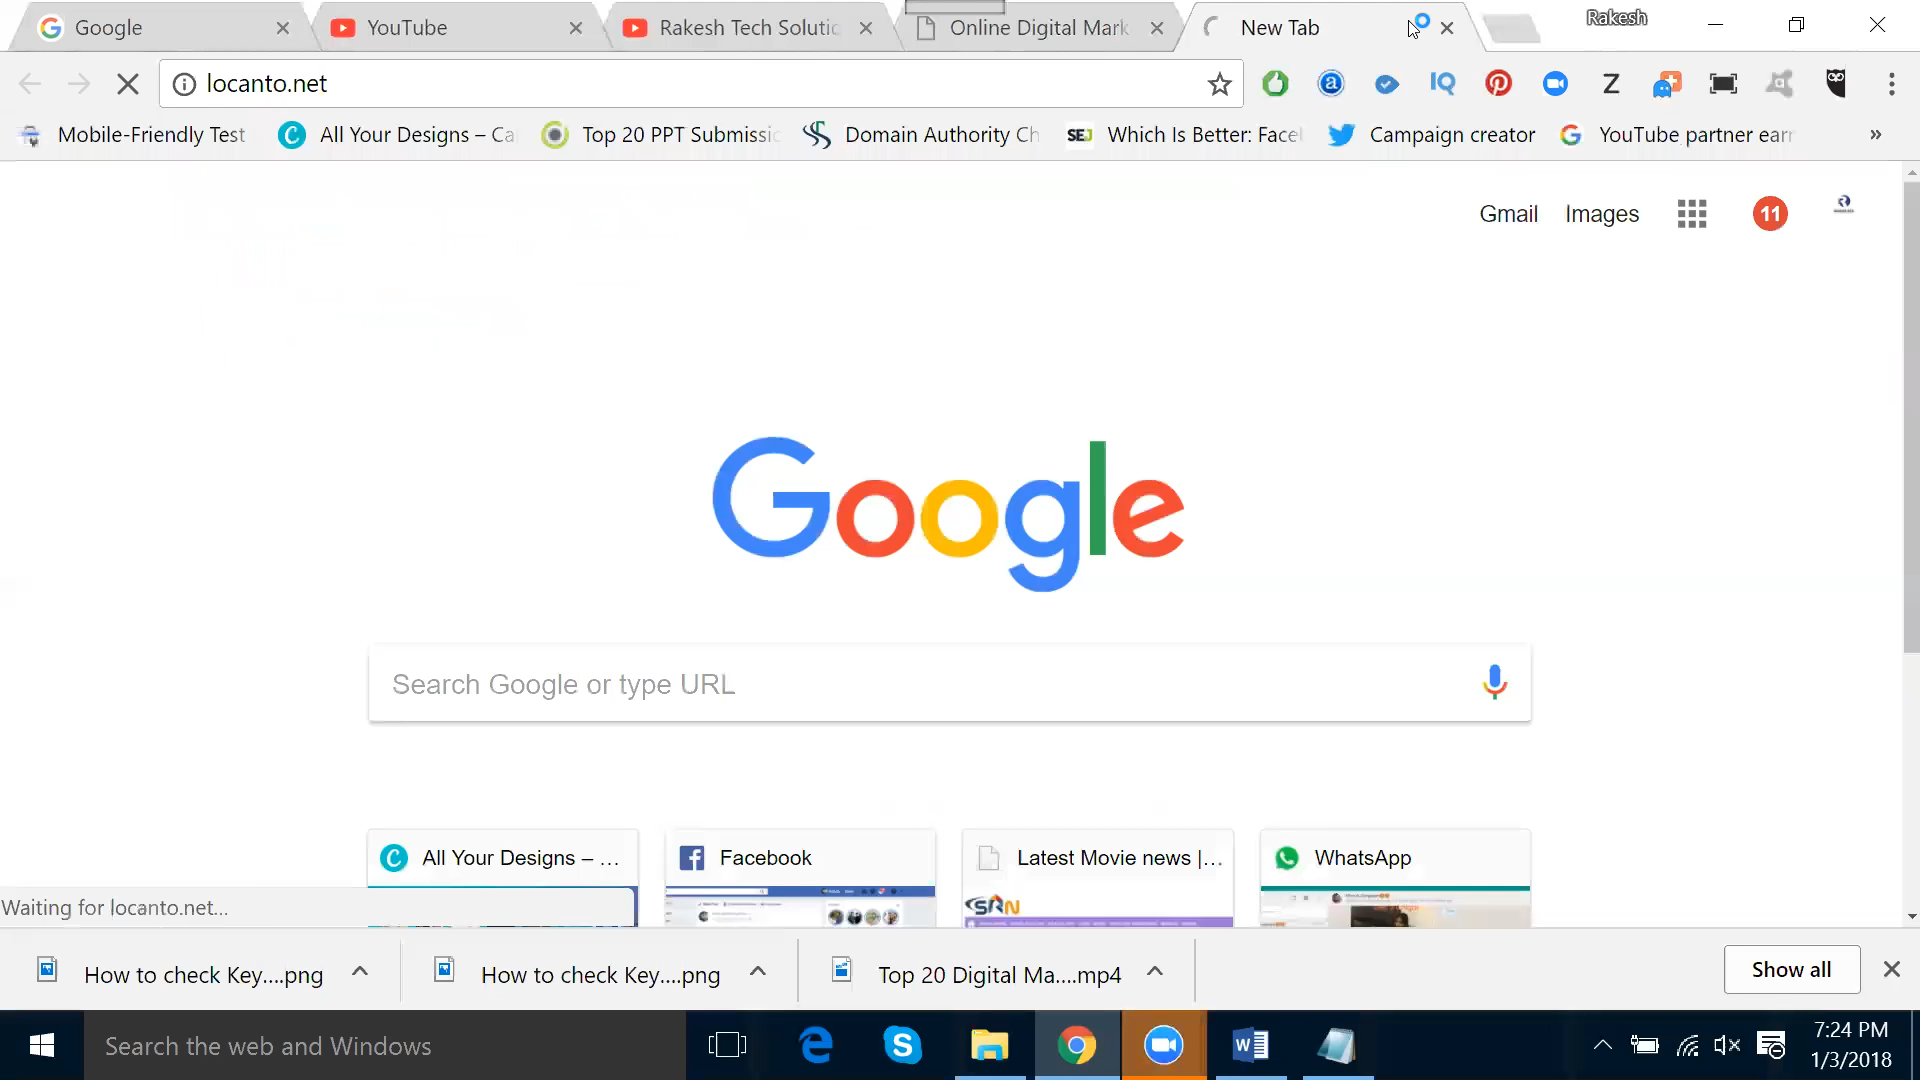 Google
YouTube
Rakesh Tech Solutic
Online Digital Mark
New Tab
Rakesh
locanto.net
Mobile-Friendly Test
All Your Designs – Ca
Top 20 PPT Submissic
Domain Authority Ch
SEJ
Which Is Better: Facel
Campaign creator
YouTube partner earr
»
Gmail
Images
11
Google
Search Google or type URL
All Your Designs – ...
Facebook
Latest Movie news |...
WhatsApp
SRN
Waiting for locanto.net...
How to check Key....png
How to check Key....png
Top 20 Digital Ma....mp4
Show all
Search the web and Windows
7:24 PM
1/3/2018